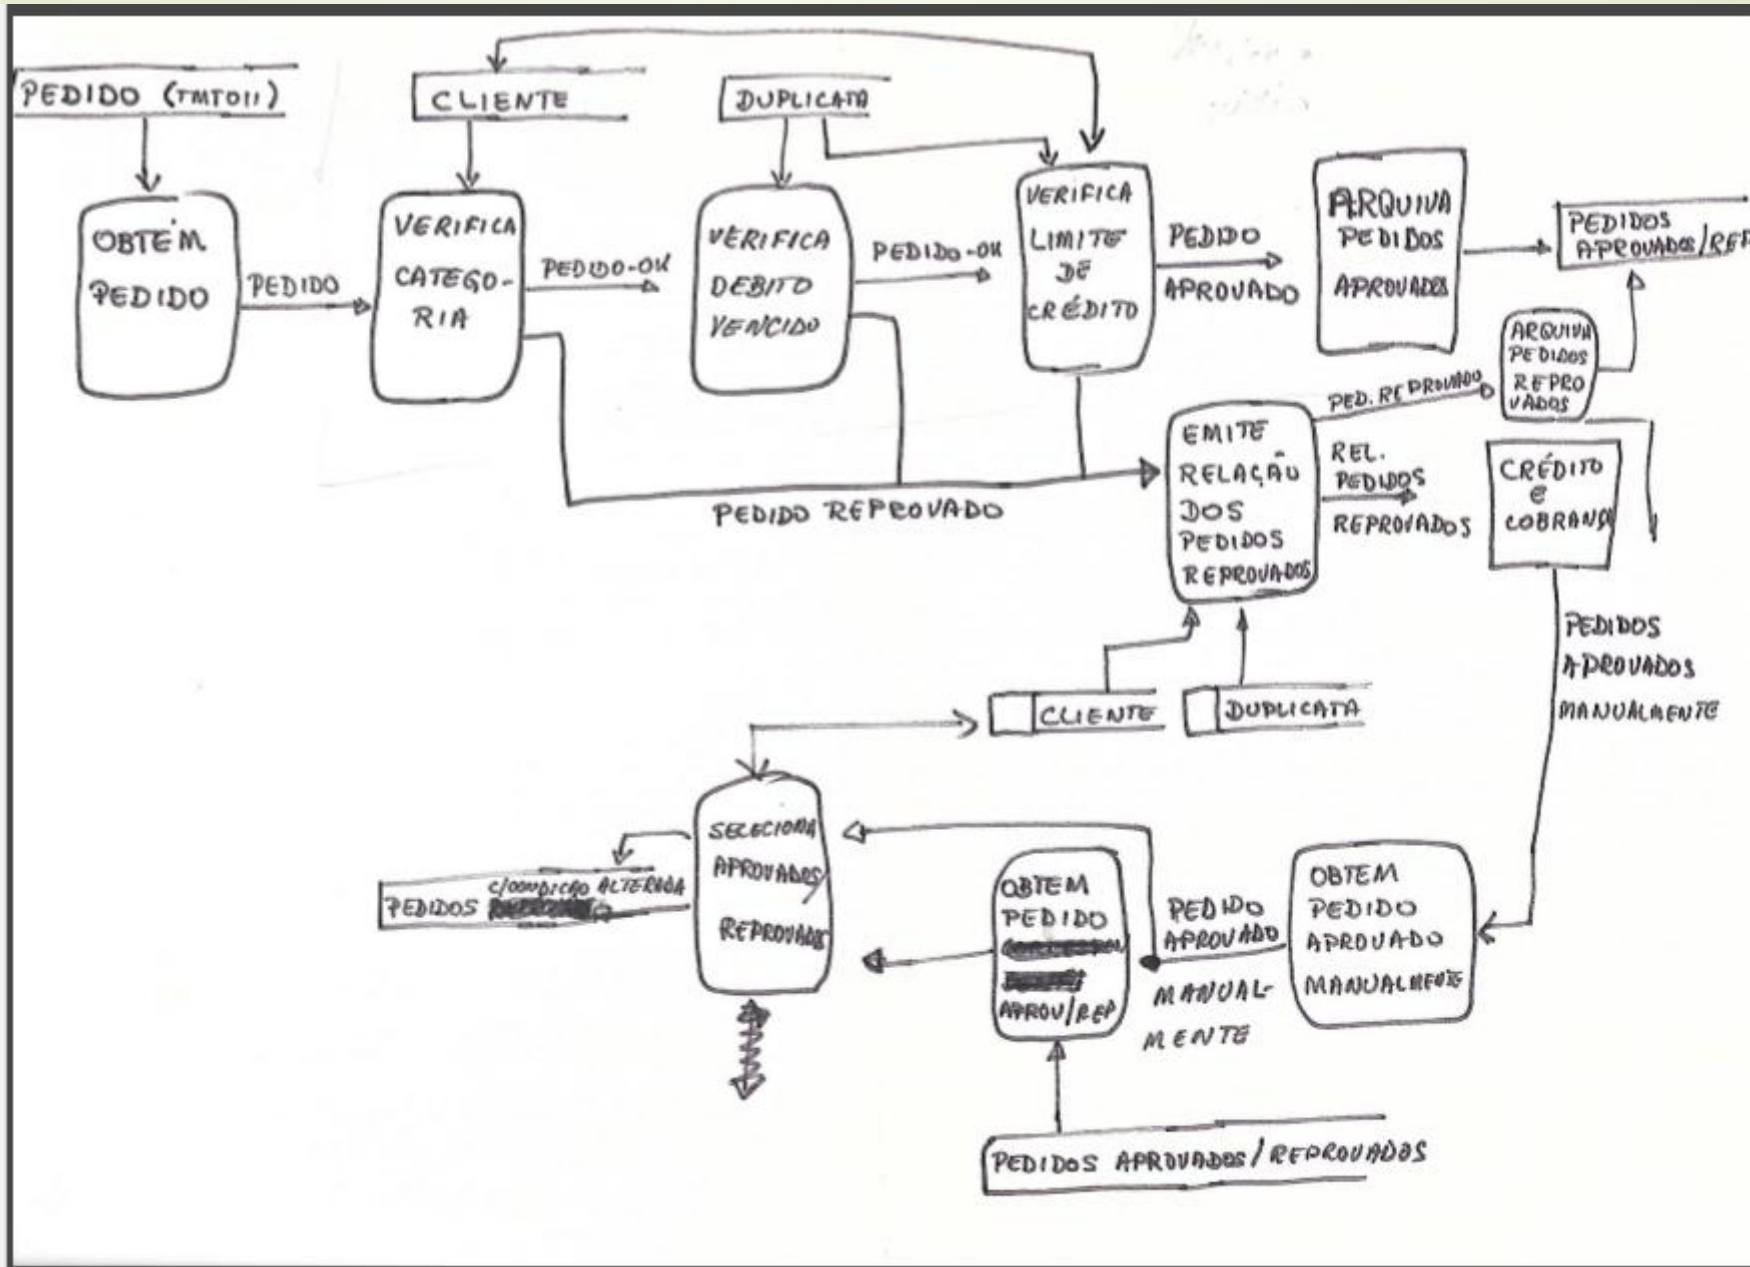 PEDIDO (TMTO11)
CLIENTE
DUPLICATA
OBTÉM
PEDIDO
PEDIDO
VERIFICA
CATEGO-
RIA
PEDIDO-OK
VERIFICA
DEBITO
VENCIDO
PEDIDO-OK
VERIFICA
LIMITE
DE
CRÉDITO
PEDIDO
APROVADO
ARQUIVA
PEDIDOS
APROVADOS
PEDIDOS
APROVADOS/REP
ARQUIVA
PEDIDOS
REPRO
VADOS
PED. REPROVADO
PEDIDO REPROVADO
EMITE
RELAÇÃO
DOS
PEDIDOS
REPROVADOS
REL.
PEDIDOS
REPROVADOS
CRÉDITO
E
COBRANÇA
PEDIDOS
APROVADOS
MANUALMENTE
CLIENTE
DUPLICATA
SELECIONA
APROVADOS/
REPROVADOS
C/CONDIÇÃO ALTERADA
PEDIDOS
OBTEM
PEDIDO
APROV/REP
PEDIDO
APROVADO
MANUAL-
MENTE
OBTEM
PEDIDO
APROVADO
MANUALMENTE
PEDIDOS APROVADOS/REPROVADOS